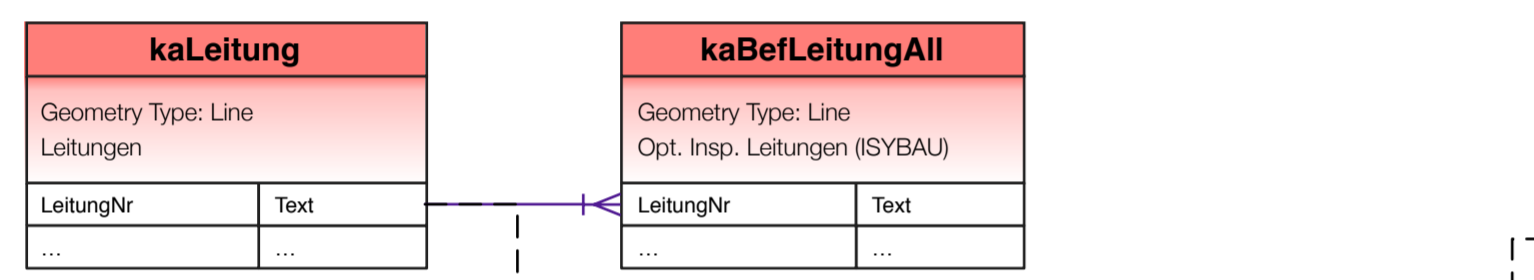 kaLeitung
Geometry Type: Line
Leitungen
LeitungNr Text
... ...
kaBefLeitungAll
Geometry Type: Line
Opt. Insp. Leitungen (ISYBAU)
LeitungNr Text
... ...